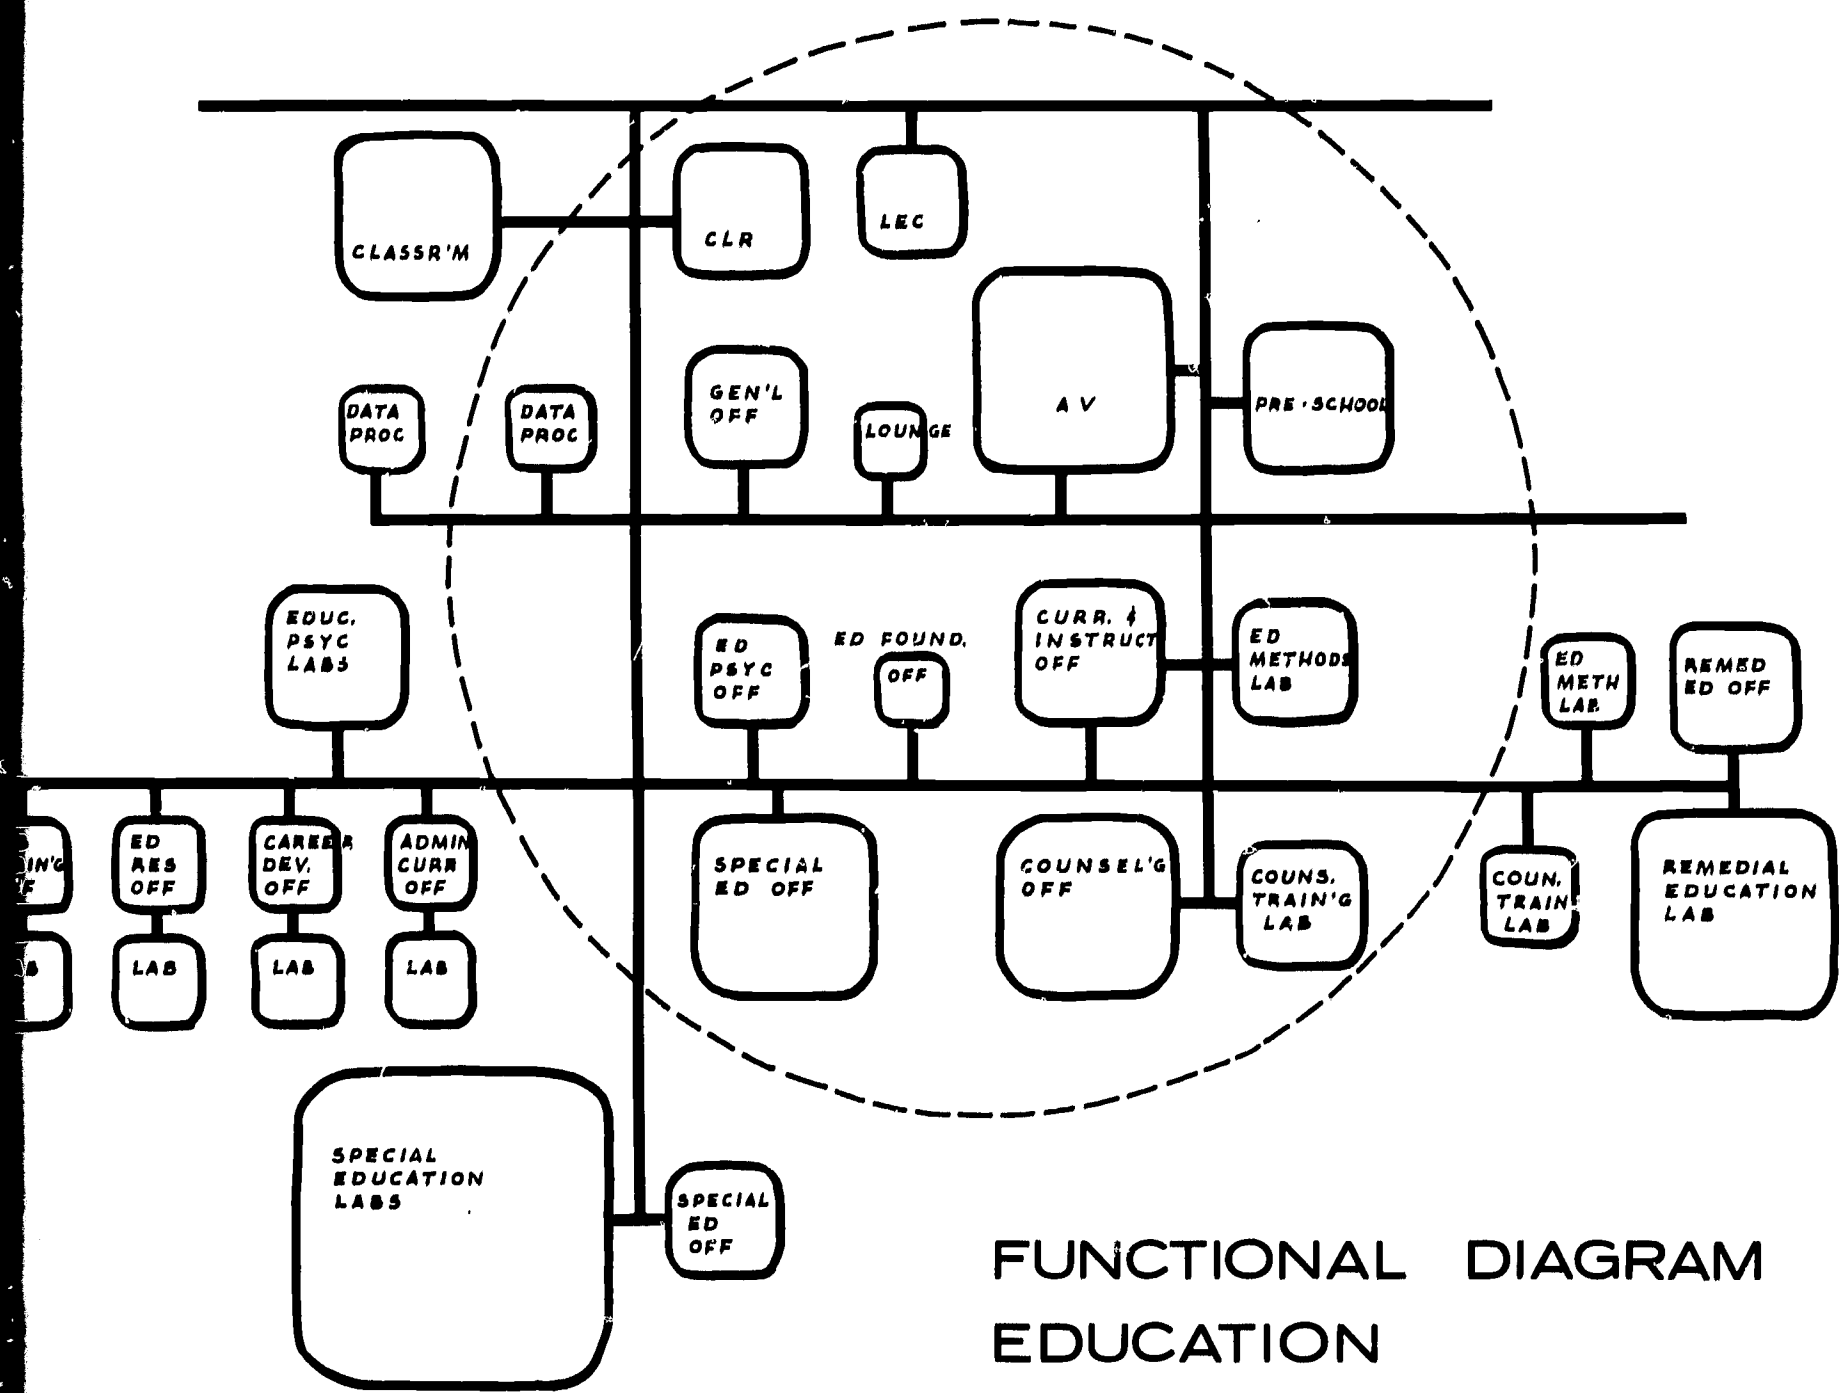 CLASSR'M
CLR
LEC
DATA
PROC
DATA
PROC
GEN'L
OFF
LOUNGE
AV
PRE-SCHOOL
EDUC.
PSYC
LABS
ED
PSYC
OFF
ED FOUND.
OFF
CURR. &
INSTRUCT
OFF
ED
METHODS
LAB
ED
METH
LAB
REMED
ED OFF
IN'G
F
B
ED
RES
OFF
LAB
CAREER
DEV.
OFF
LAB
ADMIN
CURR
OFF
LAB
SPECIAL
ED OFF
COUNSEL'G
OFF
COUNS.
TRAIN'G
LAB
COUN.
TRAIN
LAB
REMEDIAL
EDUCATION
LAB
SPECIAL
EDUCATION
LABS
SPECIAL
ED
OFF
FUNCTIONAL DIAGRAM
EDUCATION